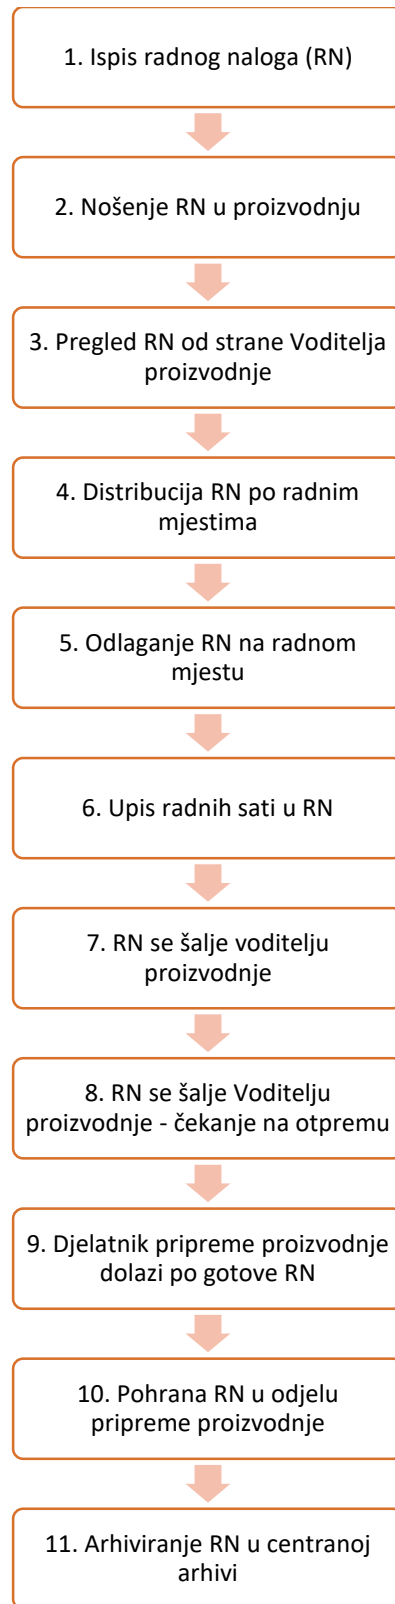 1. Ispis radnog naloga (RN)
2. Nošenje RN u proizvodnju
3. Pregled RN od strane Voditelja
proizvodnje
4. Distribucija RN po radnim
mjestima
5. Odlaganje RN na radnom
mjestu
6. Upis radnih sati u RN
7. RN se šalje voditelju
proizvodnje
8. RN se šalje Voditelju
proizvodnje - čekanje na otpremu
9. Djelatnik pripreme proizvodnje
dolazi po gotove RN
10. Pohrana RN u odjelu
pripreme proizvodnje
11. Arhiviranje RN u centranoj
arhivi